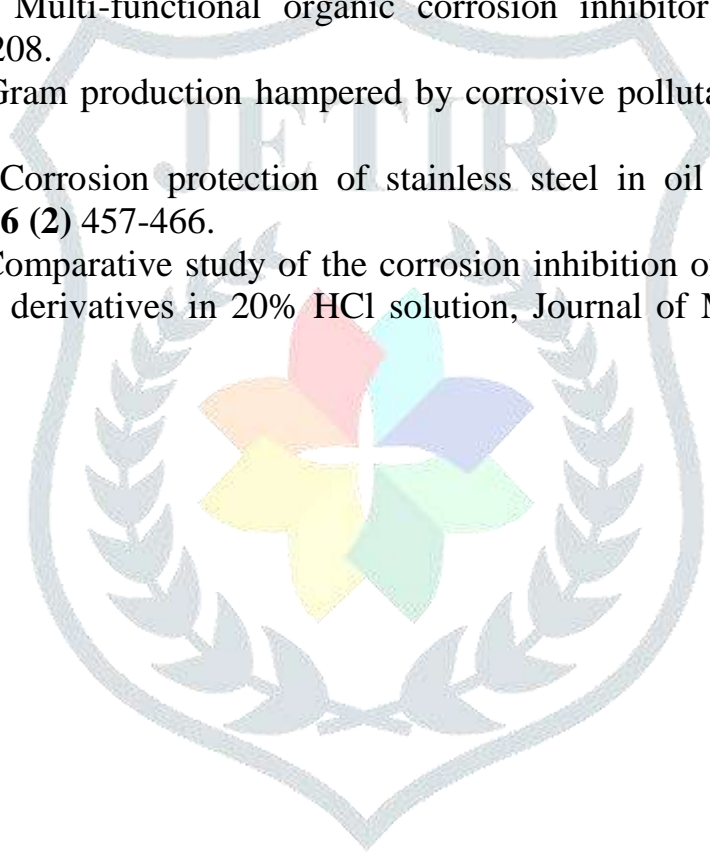 Multi-functional organic corrosion inhibitor
208.
Gram production hampered by corrosive polluta
JETIR
Corrosion protection of stainless steel in oil
6 (2) 457-466.
Comparative study of the corrosion inhibition of
derivatives in 20% HCl solution, Journal of M